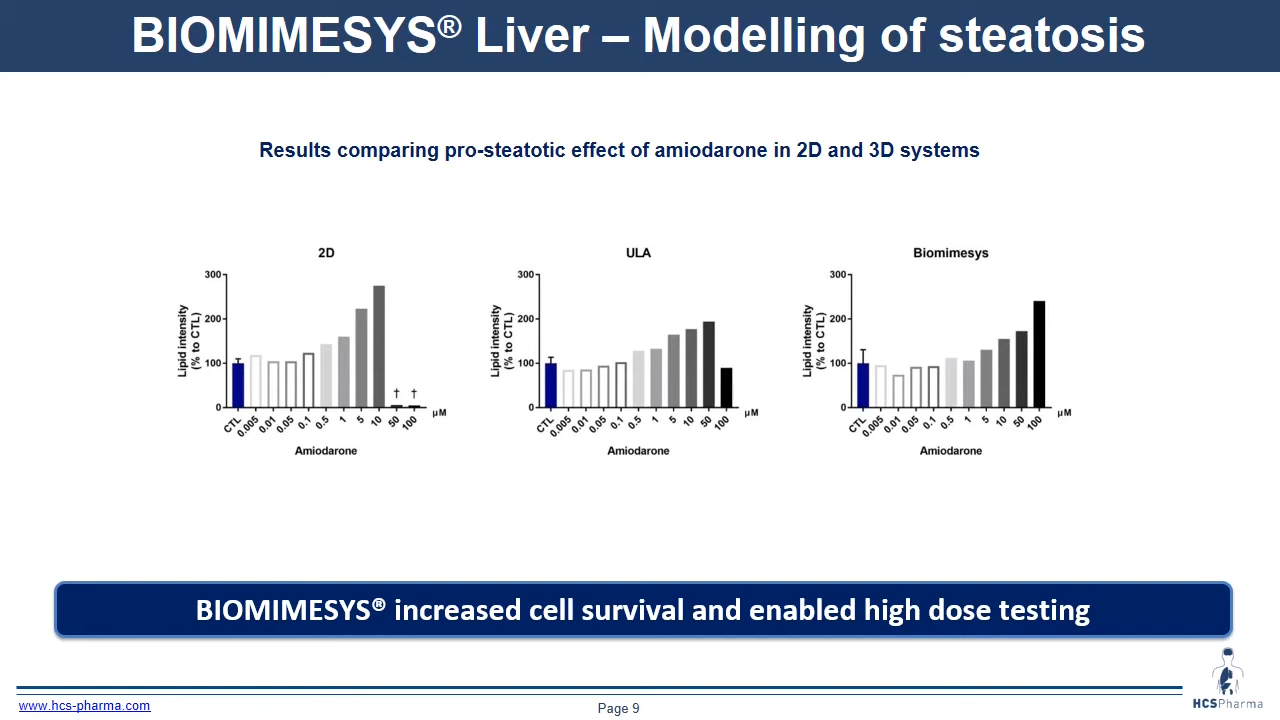 BIOMIMESYS® Liver – Modelling of steatosis
Results comparing pro-steatotic effect of amiodarone in 2D and 3D systems
2D
Lipid intensity
(% to CTL)
300
200
100
0
† †
CTL 0.005 0.01 0.05 0.1 0.5 1 5 10 50 100 µM
Amiodarone
ULA
Lipid intensity
(% to CTL)
300
200
100
0
CTL 0.005 0.01 0.05 0.1 0.5 1 5 10 50 100 µM
Amiodarone
Biomimesys
Lipid intensity
(% to CTL)
300
200
100
0
CTL 0.005 0.01 0.05 0.1 0.5 1 5 10 50 100 µM
Amiodarone
BIOMIMESYS® increased cell survival and enabled high dose testing
www.hcs-pharma.com
Page 9
HCSPharma